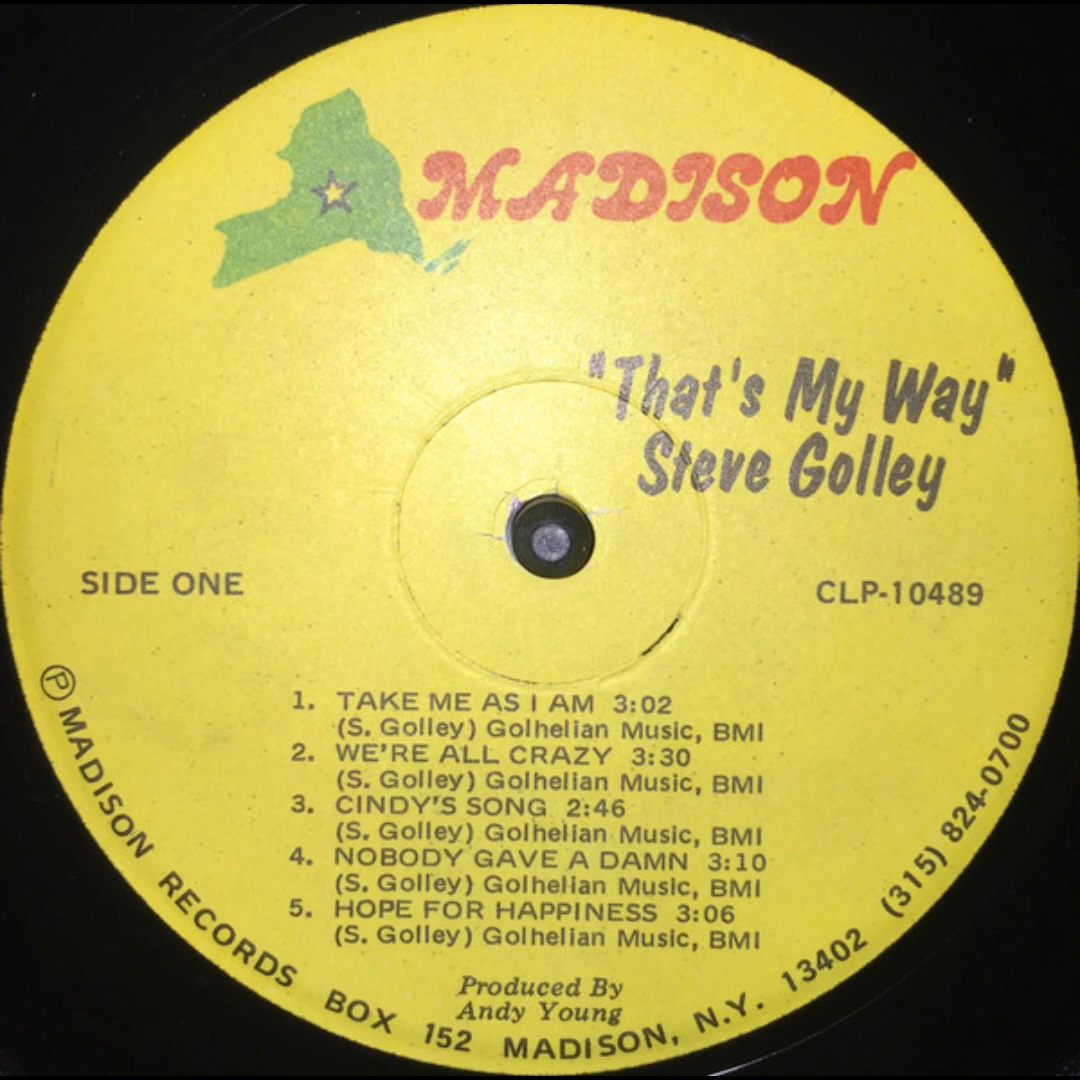 MADISON
"That's My Way"
Steve Golley
SIDE ONE
CLP-10489
1. TAKE ME AS I AM 3:02
(S. Golley) Golhelian Music, BMI
2. WE'RE ALL CRAZY 3:30
(S. Golley) Golhelian Music, BMI
3. CINDY'S SONG 2:46
(S. Golley) Golhelian Music, BMI
4. NOBODY GAVE A DAMN 3:10
(S. Golley) Golhelian Music, BMI
5. HOPE FOR HAPPINESS 3:06
(S. Golley) Golhelian Music, BMI
Produced By
Andy Young
Ⓟ MADISON RECORDS BOX 152 MADISON, N.Y. 13402 (315) 824-0700